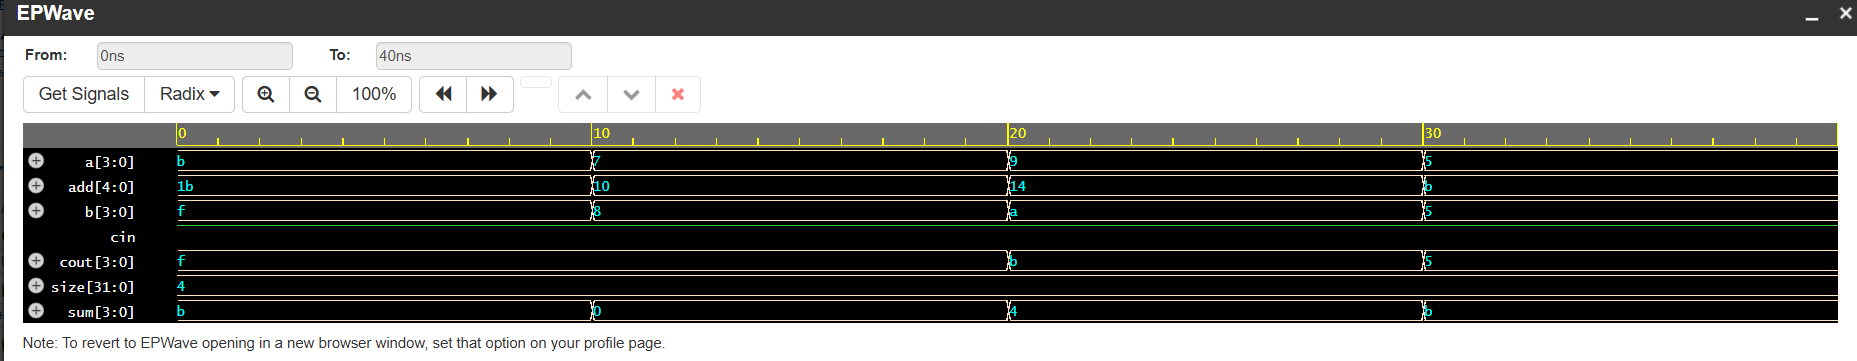 EPWave
From: 0ns To: 40ns
Get Signals Radix 100%
0 10 20 30
a[3:0] b 7 9 5
add[4:0] 1b 10 14 b
b[3:0] f 8 a 5
cin
cout[3:0] f b 5
size[31:0] 4
sum[3:0] b 0 4 b
Note: To revert to EPWave opening in a new browser window, set that option on your profile page.